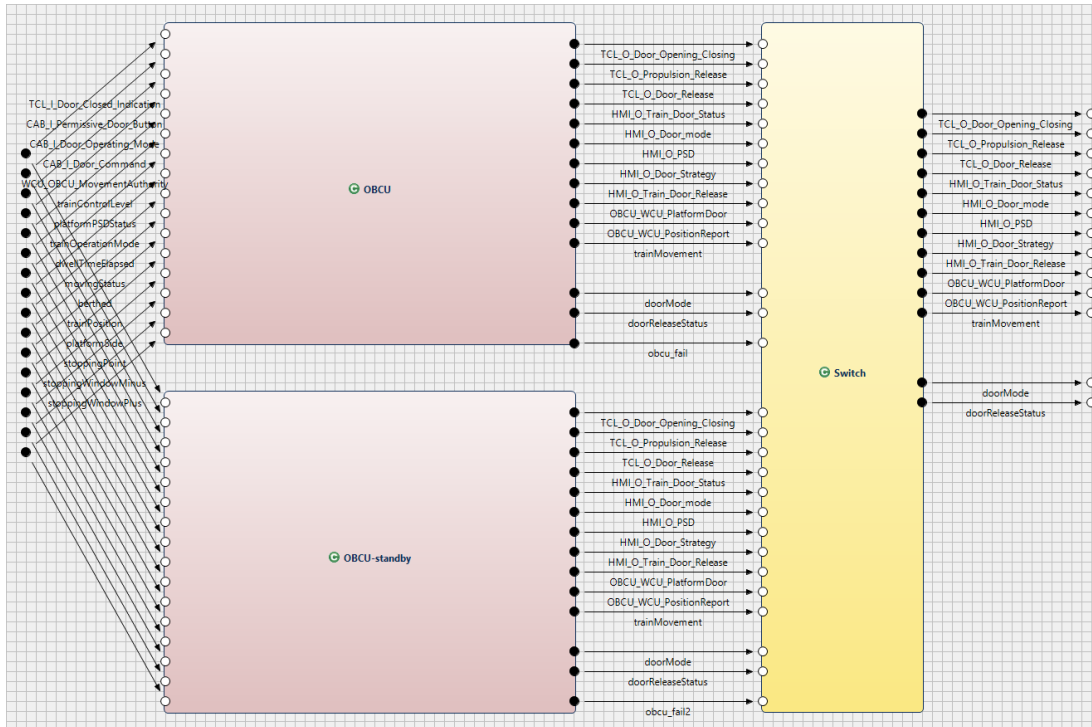 TCL_I_Door_Closed_Indication
CAB_I_Permissive_Door_Button
CAB_I_Door_Operating_Mode
CAB_I_Door_Command
WCU_OBCU_MovementAuthority
trainControlLevel
platformPSDStatus
trainOperationMode
dwellTimeElapsed
movingStatus
berthed
trainPosition
platformSide
stoppingPoint
stoppingWindowMinus
stoppingWindowPlus
OBCU
TCL_O_Door_Opening_Closing
TCL_O_Propulsion_Release
TCL_O_Door_Release
HMI_O_Train_Door_Status
HMI_O_Door_mode
HMI_O_PSD
HMI_O_Door_Strategy
HMI_O_Train_Door_Release
OBCU_WCU_PlatformDoor
OBCU_WCU_PositionReport
trainMovement
doorMode
doorReleaseStatus
obcu_fail
OBCU-standby
TCL_O_Door_Opening_Closing
TCL_O_Propulsion_Release
TCL_O_Door_Release
HMI_O_Train_Door_Status
HMI_O_Door_mode
HMI_O_PSD
HMI_O_Door_Strategy
HMI_O_Train_Door_Release
OBCU_WCU_PlatformDoor
OBCU_WCU_PositionReport
trainMovement
doorMode
doorReleaseStatus
obcu_fail2
Switch
TCL_O_Door_Opening_Closing
TCL_O_Propulsion_Release
TCL_O_Door_Release
HMI_O_Train_Door_Status
HMI_O_Door_mode
HMI_O_PSD
HMI_O_Door_Strategy
HMI_O_Train_Door_Release
OBCU_WCU_PlatformDoor
OBCU_WCU_PositionReport
trainMovement
doorMode
doorReleaseStatus